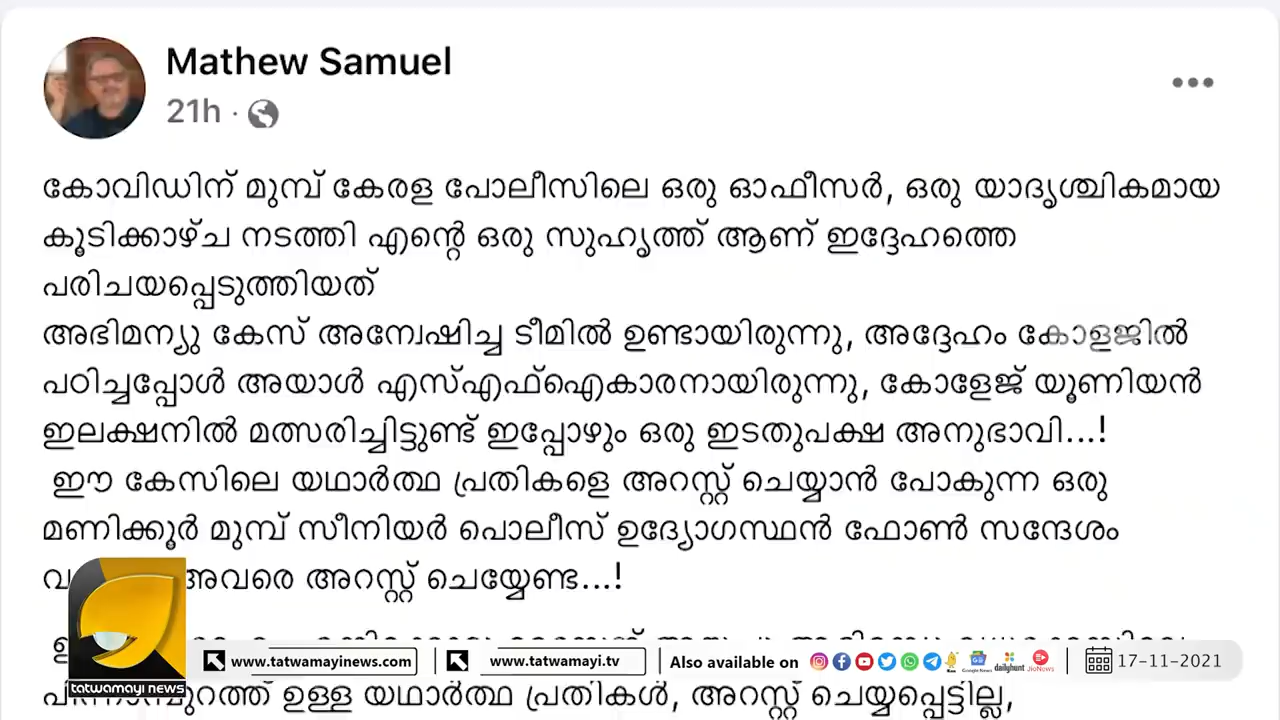 Mathew Samuel
21h ·
കോവിഡിന് മുമ്പ് കേരള പോലീസിലെ ഒരു ഓഫീസർ, ഒരു യാദൃശ്ചികമായ
കൂടിക്കാഴ്ച നടത്തി എന്റെ ഒരു സുഹൃത്ത് ആണ് ഇദ്ദേഹത്തെ
പരിചയപ്പെടുത്തിയത്
അഭിമന്യു കേസ് അന്വേഷിച്ച ടീമിൽ ഉണ്ടായിരുന്നു, അദ്ദേഹം കോളജിൽ
പഠിച്ചപ്പോൾ അയാൾ എസ്എഫ്ഐകാരനായിരുന്നു, കോളേജ് യൂണിയൻ
ഇലക്ഷനിൽ മത്സരിച്ചിട്ടുണ്ട് ഇപ്പോഴും ഒരു ഇടതുപക്ഷ അനുഭാവി...!
ഈ കേസിലെ യഥാർത്ഥ പ്രതികളെ അറസ്റ്റ് ചെയ്യാൻ പോകുന്ന ഒരു
മണിക്കൂർ മുമ്പ് സീനിയർ പൊലീസ് ഉദ്യോഗസ്ഥൻ ഫോൺ സന്ദേശം
അവരെ അറസ്റ്റ് ചെയ്യേണ്ട...!
ഉള്ള യഥാർത്ഥ പ്രതികൾ, അറസ്റ്റ് ചെയ്യപ്പെട്ടില്ല,
tatwamayi news
www.tatwamayinews.com
www.tatwamayi.tv
Also available on
Google News
dailyhunt
JioNews
17-11-2021